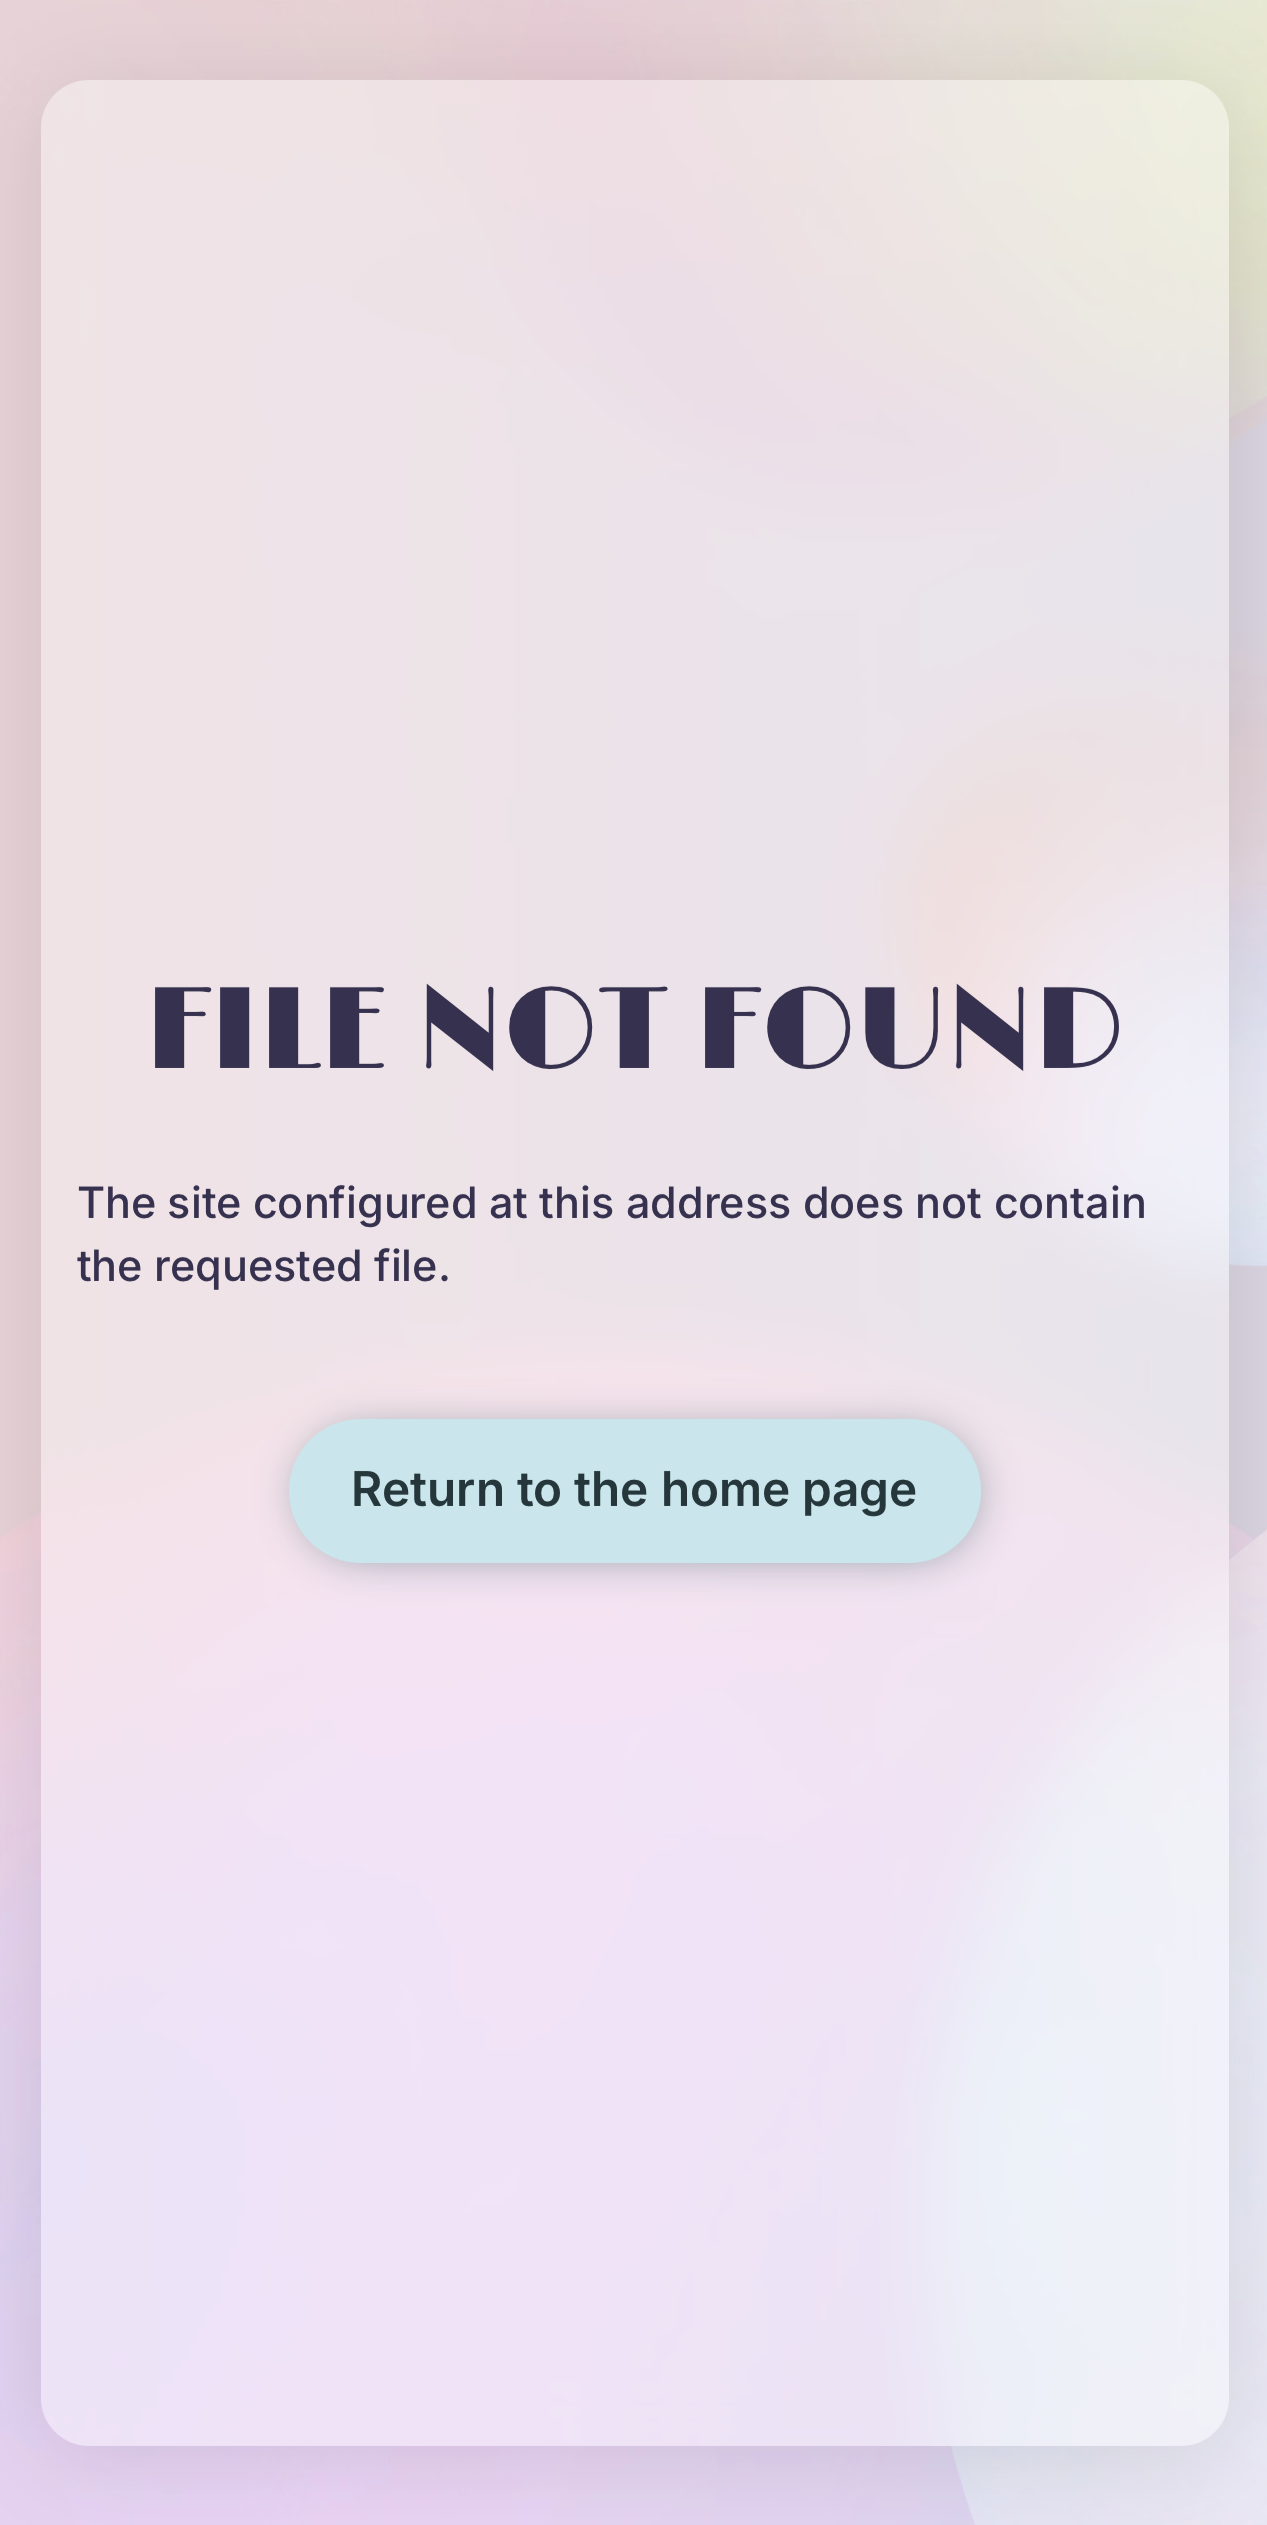 FILE NOT FOUND
The site configured at this address does not contain
the requested file.
Return to the home page